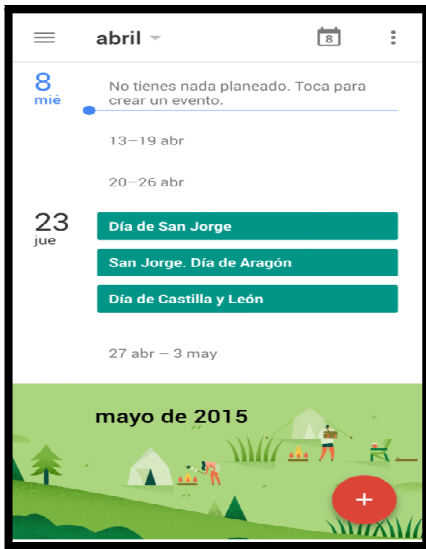 abril
8
8
mié
No tienes nada planeado. Toca para
crear un evento.
13–19 abr
20–26 abr
23
jue
Día de San Jorge
San Jorge. Día de Aragón
Día de Castilla y León
27 abr – 3 may
mayo de 2015
+